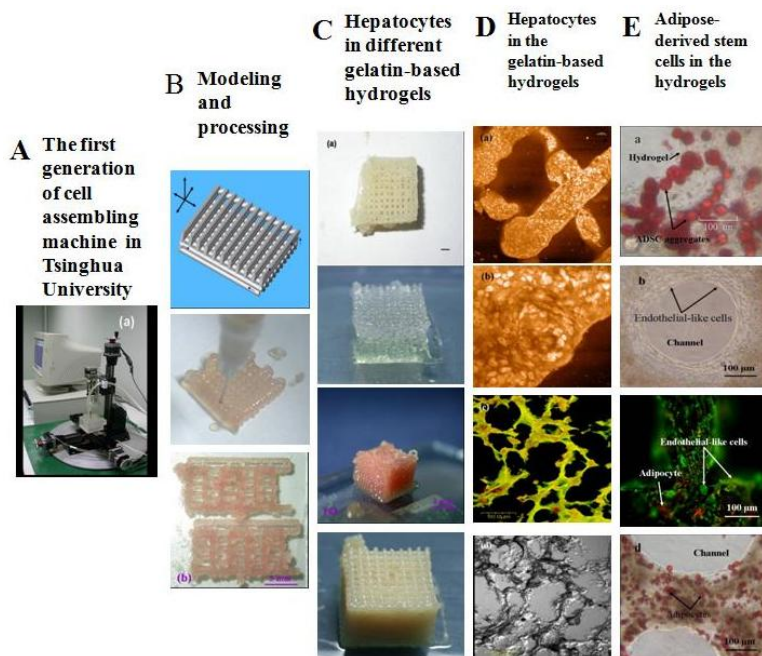 A The first
generation
of cell
assembling
machine in
Tsinghua
University
(a)
B Modeling
and
processing
(b)
C Hepatocytes
in different
gelatin-based
hydrogels
(a)
D Hepatocytes
in the
gelatin-based
hydrogels
(a)
(b)
(c)
E Adipose-
derived stem
cells in the
hydrogels
a
Hydrogel
100 μm
ADSC aggregates
b
Endothelial-like cells
Channel
100 μm
Endothelial-like cells
Adipocyte
100 μm
d
Channel
Adipocytes
100 μm